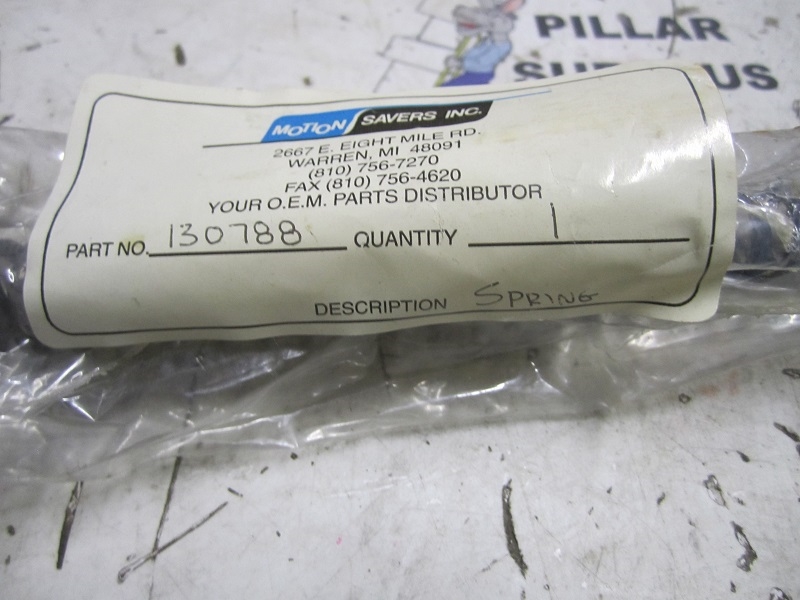 PILLAR
SURPLUS
MOTION SAVERS INC.
2667 E. EIGHT MILE RD.
WARREN, MI 48091
(810) 756-7270
FAX (810) 756-4620
YOUR O.E.M. PARTS DISTRIBUTOR
PART NO. 130788 QUANTITY 1
DESCRIPTION SPRING